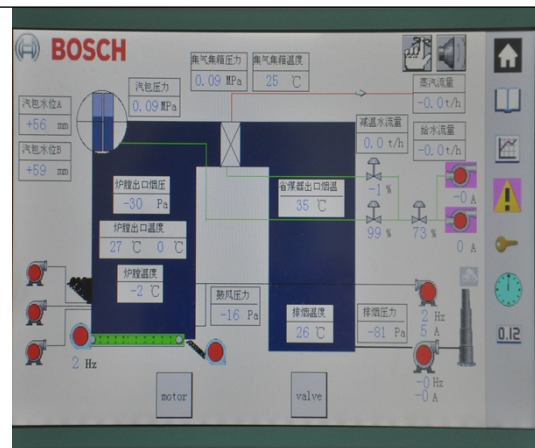 BOSCH
集气集箱压力
0.09 MPa
集气集箱温度
25 ℃
汽包压力
0.09 MPa
蒸汽流量
-0.0 t/h
汽包水位A
+56 mm
减温水流量
0.0 t/h
给水流量
-0.0 t/h
汽包水位B
+59 mm
-1 %
炉膛出口烟压
-30 Pa
省煤器出口烟温
35 ℃
-0 A
炉膛出口温度
27 ℃ 0 ℃
99 %
73 %
0 A
炉膛温度
-2 ℃
鼓风压力
-16 Pa
排烟温度
26 ℃
排烟压力
-81 Pa
2 Hz
5 A
0.12
2 Hz
-0 Hz
-0 A
motor
valve